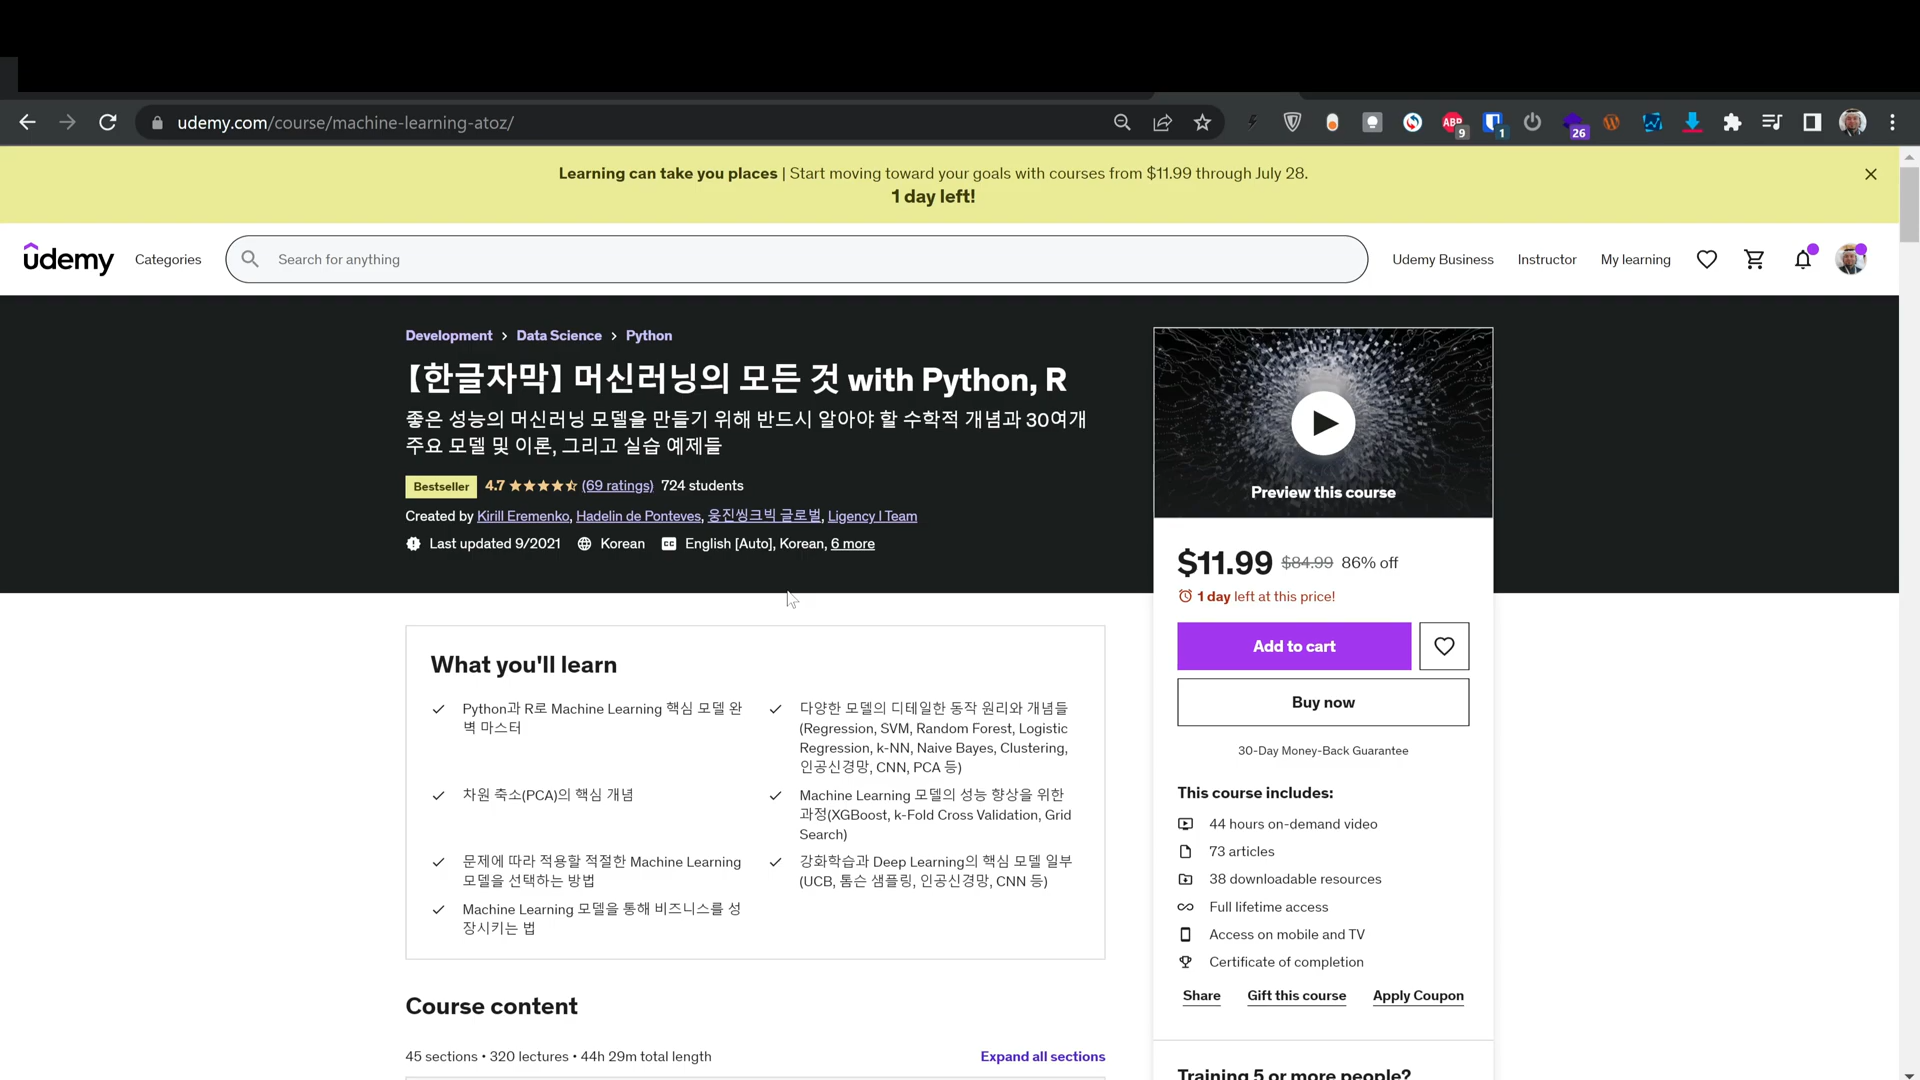 udemy.com/course/machine-learning-atoz/
ABP
9
1
26
Learning can take you places | Start moving toward your goals with courses from $11.99 through July 28.
1 day left!
udemy
Categories
Search for anything
Udemy Business
Instructor
My learning
Development > Data Science > Python
【한글자막】 머신러닝의 모든 것 with Python, R
좋은 성능의 머신러닝 모델을 만들기 위해 반드시 알아야 할 수학적 개념과 30여개
주요 모델 및 이론, 그리고 실습 예제들
Bestseller 4.7 (69 ratings) 724 students
Created by Kirill Eremenko, Hadelin de Ponteves, 웅진씽크빅 글로벌, Ligency I Team
Last updated 9/2021 Korean English [Auto], Korean, 6 more
Preview this course
$11.99 $84.99 86% off
1 day left at this price!
Add to cart
Buy now
30-Day Money-Back Guarantee
This course includes:
44 hours on-demand video
73 articles
38 downloadable resources
Full lifetime access
Access on mobile and TV
Certificate of completion
Share Gift this course Apply Coupon
Training 5 or more people?
What you'll learn
Python과 R로 Machine Learning 핵심 모델 완
벽 마스터
다양한 모델의 디테일한 동작 원리와 개념들
(Regression, SVM, Random Forest, Logistic
Regression, k-NN, Naive Bayes, Clustering,
인공신경망, CNN, PCA 등)
차원 축소(PCA)의 핵심 개념
Machine Learning 모델의 성능 향상을 위한
과정(XGBoost, k-Fold Cross Validation, Grid
Search)
문제에 따라 적용할 적절한 Machine Learning
모델을 선택하는 방법
강화학습과 Deep Learning의 핵심 모델 일부
(UCB, 톰슨 샘플링, 인공신경망, CNN 등)
Machine Learning 모델을 통해 비즈니스를 성
장시키는 법
Course content
45 sections • 320 lectures • 44h 29m total length
Expand all sections